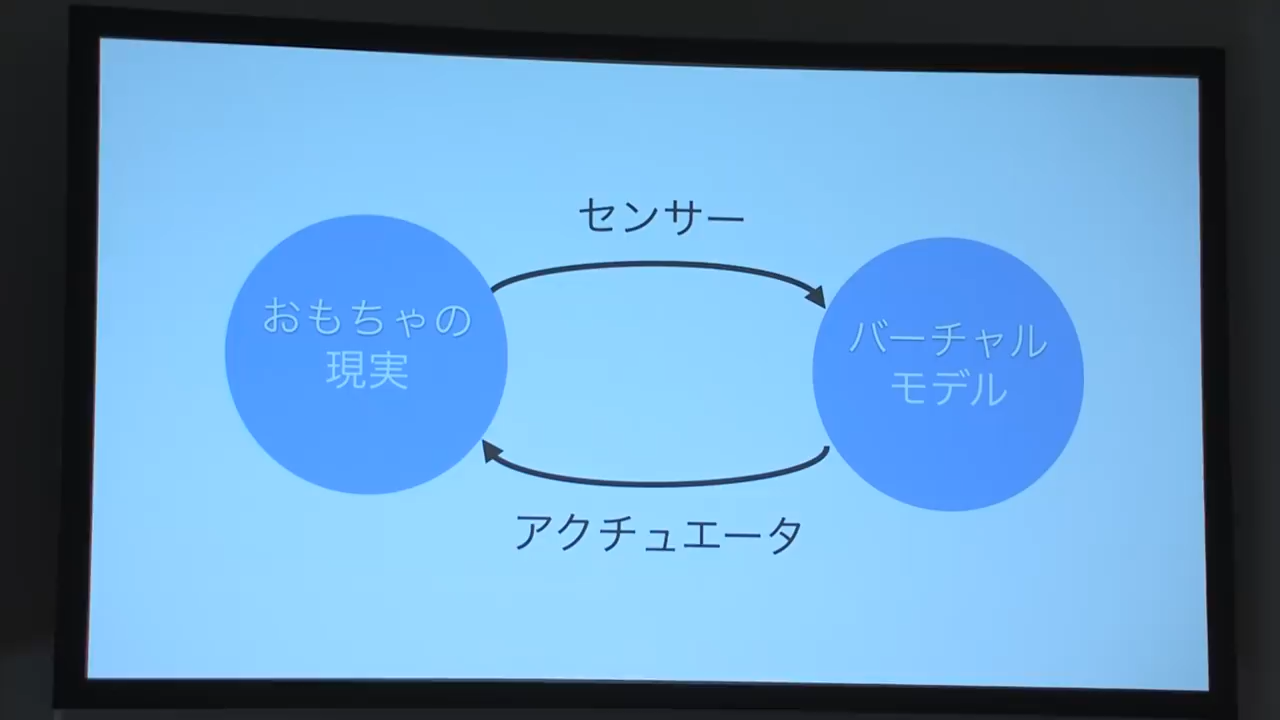 センサー
おもちゃの
現実
バーチャル
モデル
アクチュエータ